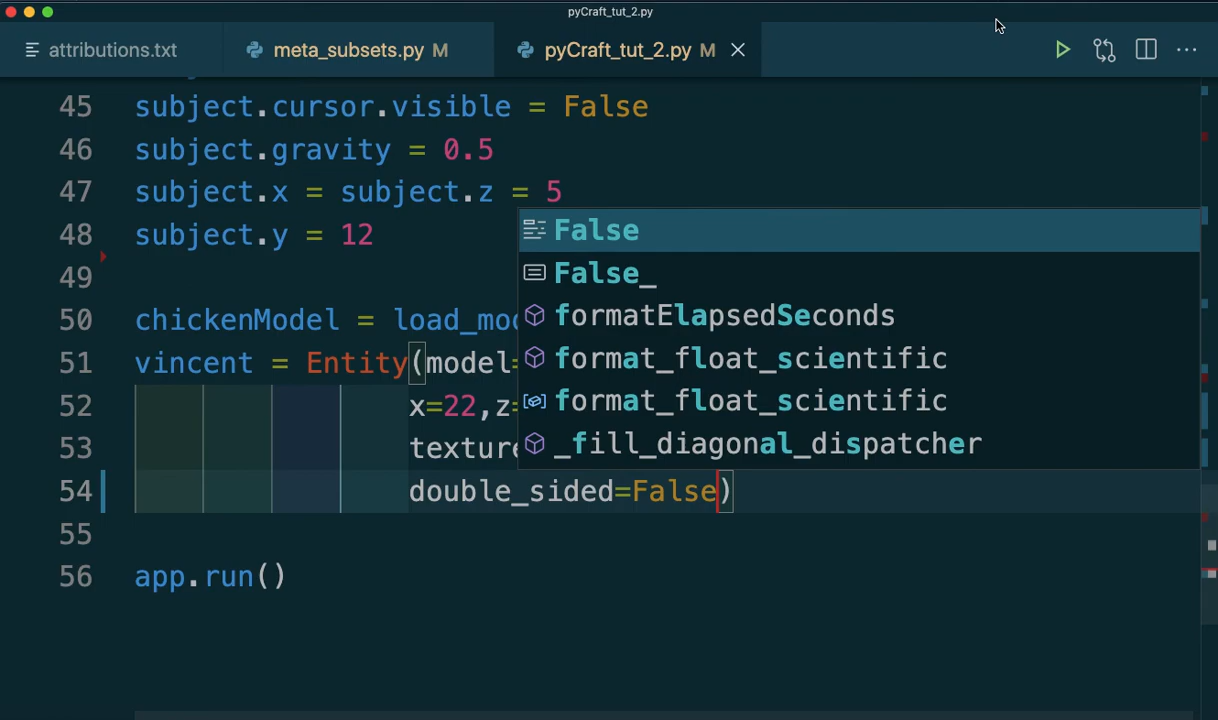 pyCraft_tut_2.py
attributions.txt
meta_subsets.py M
pyCraft_tut_2.py M
45 subject.cursor.visible = False
46 subject.gravity = 0.5
47 subject.x = subject.z = 5
48 subject.y = 12
49
50 chickenModel = load_mo
51 vincent = Entity(model=
52 x=22,z=
53 texture
54 double_sided=False)
55
56 app.run()
False
False_
formatElapsedSeconds
format_float_scientific
format_float_scientific
_fill_diagonal_dispatcher